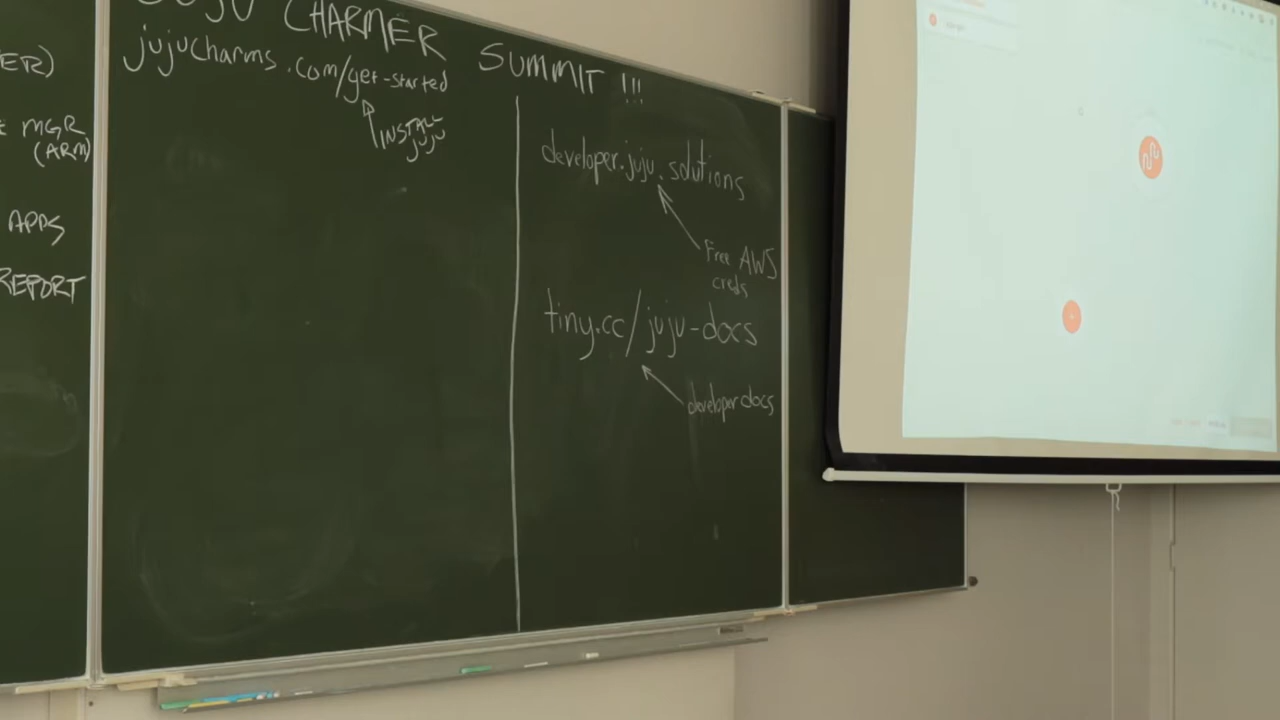 ER)
MGR
(ARM)
APPS
REPORT
JUJU CHARMER SUMMIT !!!
jujucharms.com/get-started
INSTALL
juju
developer.juju.solutions
Free AWS
creds
tiny.cc/juju-docs
developer docs